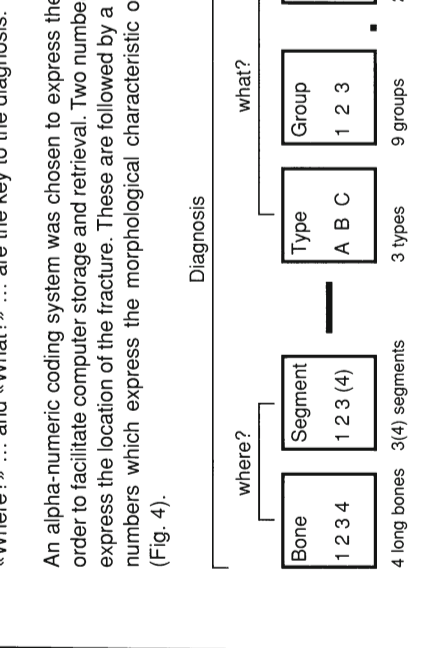 «Where?» ... and «What?» ... are the key to the diagnosis.
An alpha-numeric coding system was chosen to express the
order to facilitate computer storage and retrieval. Two numbe
express the location of the fracture. These are followed by a
numbers which express the morphological characteristic o
(Fig. 4).
Diagnosis
where? what?
Bone Segment Type Group
1 2 3 4 1 2 3 (4) — A B C 1 2 3 .
4 long bones 3(4) segments 3 types 9 groups